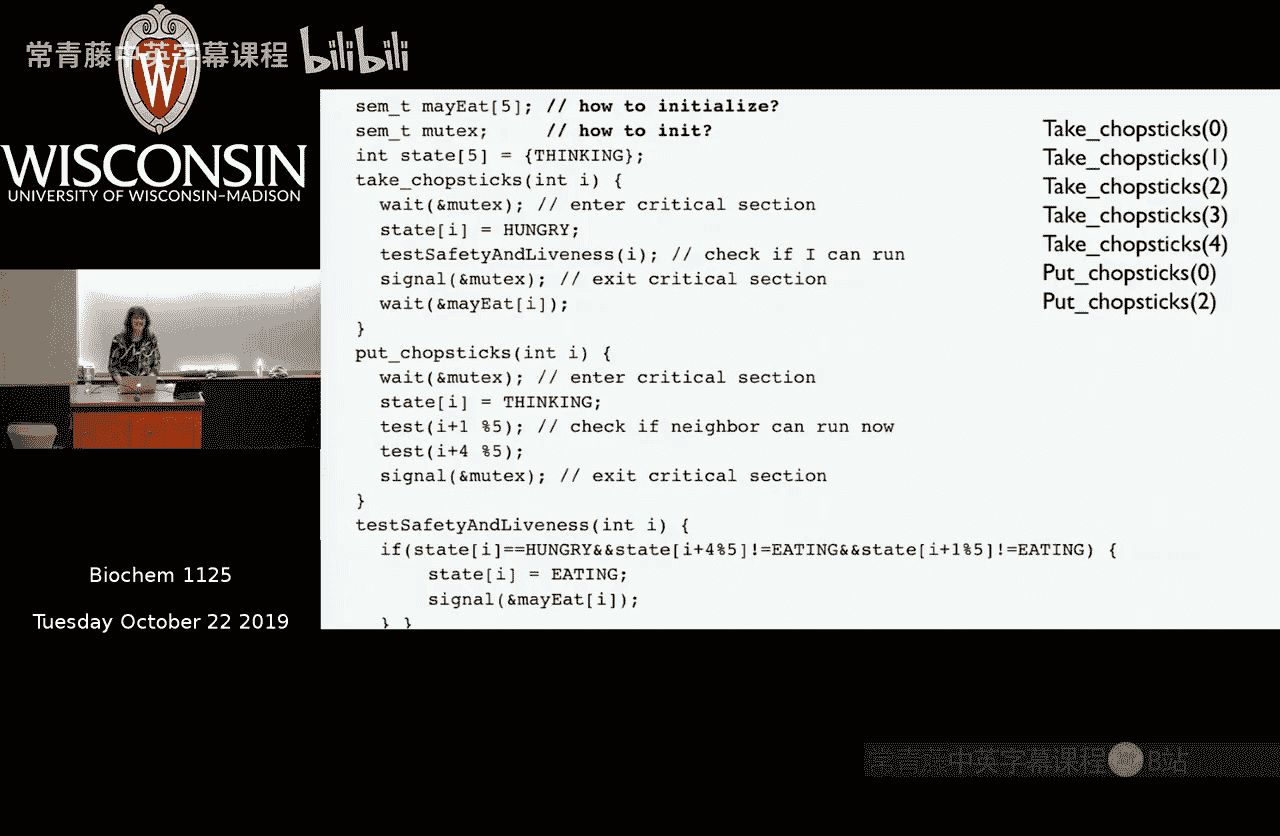 常青藤中英字幕课程 bilibili
W
WISCONSIN
UNIVERSITY OF WISCONSIN–MADISON
sem_t mayEat[5]; // how to initialize?
sem_t mutex; // how to init?
int state[5] = {THINKING};
take_chopsticks(int i) {
wait(&mutex); // enter critical section
state[i] = HUNGRY;
testSafetyAndLiveness(i); // check if I can run
signal(&mutex); // exit critical section
wait(&mayEat[i]);
}
put_chopsticks(int i) {
wait(&mutex); // enter critical section
state[i] = THINKING;
test(i+1 %5); // check if neighbor can run now
test(i+4 %5);
signal(&mutex); // exit critical section
}
testSafetyAndLiveness(int i) {
if(state[i]==HUNGRY&&state[i+4%5]!=EATING&&state[i+1%5]!=EATING) {
state[i] = EATING;
signal(&mayEat[i]);
} }
Take_chopsticks(0)
Take_chopsticks(1)
Take_chopsticks(2)
Take_chopsticks(3)
Take_chopsticks(4)
Put_chopsticks(0)
Put_chopsticks(2)
Biochem 1125
Tuesday October 22 2019
常青藤中英字幕课程 B站